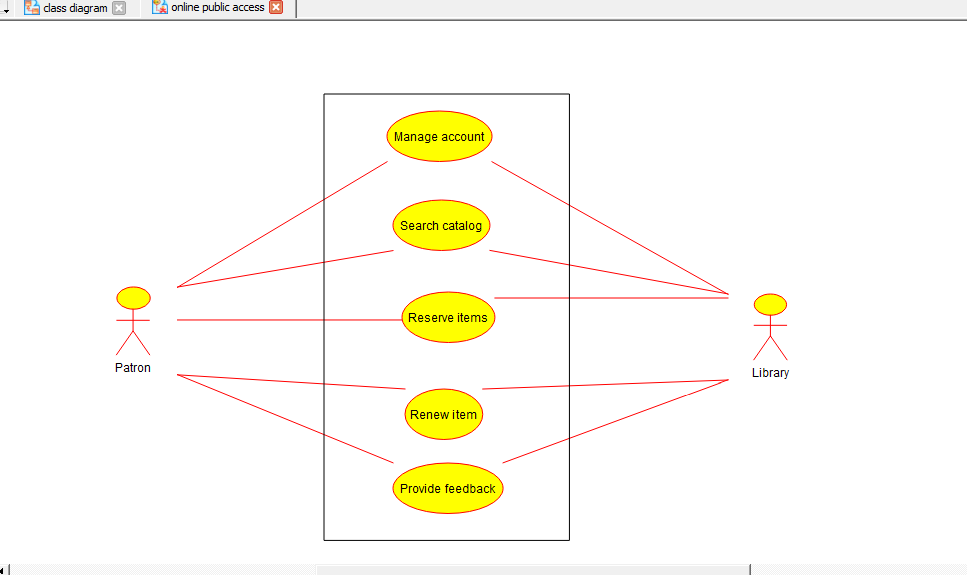 class diagram
online public access
Manage account
Search catalog
Reserve items
Patron
Library
Renew item
Provide feedback